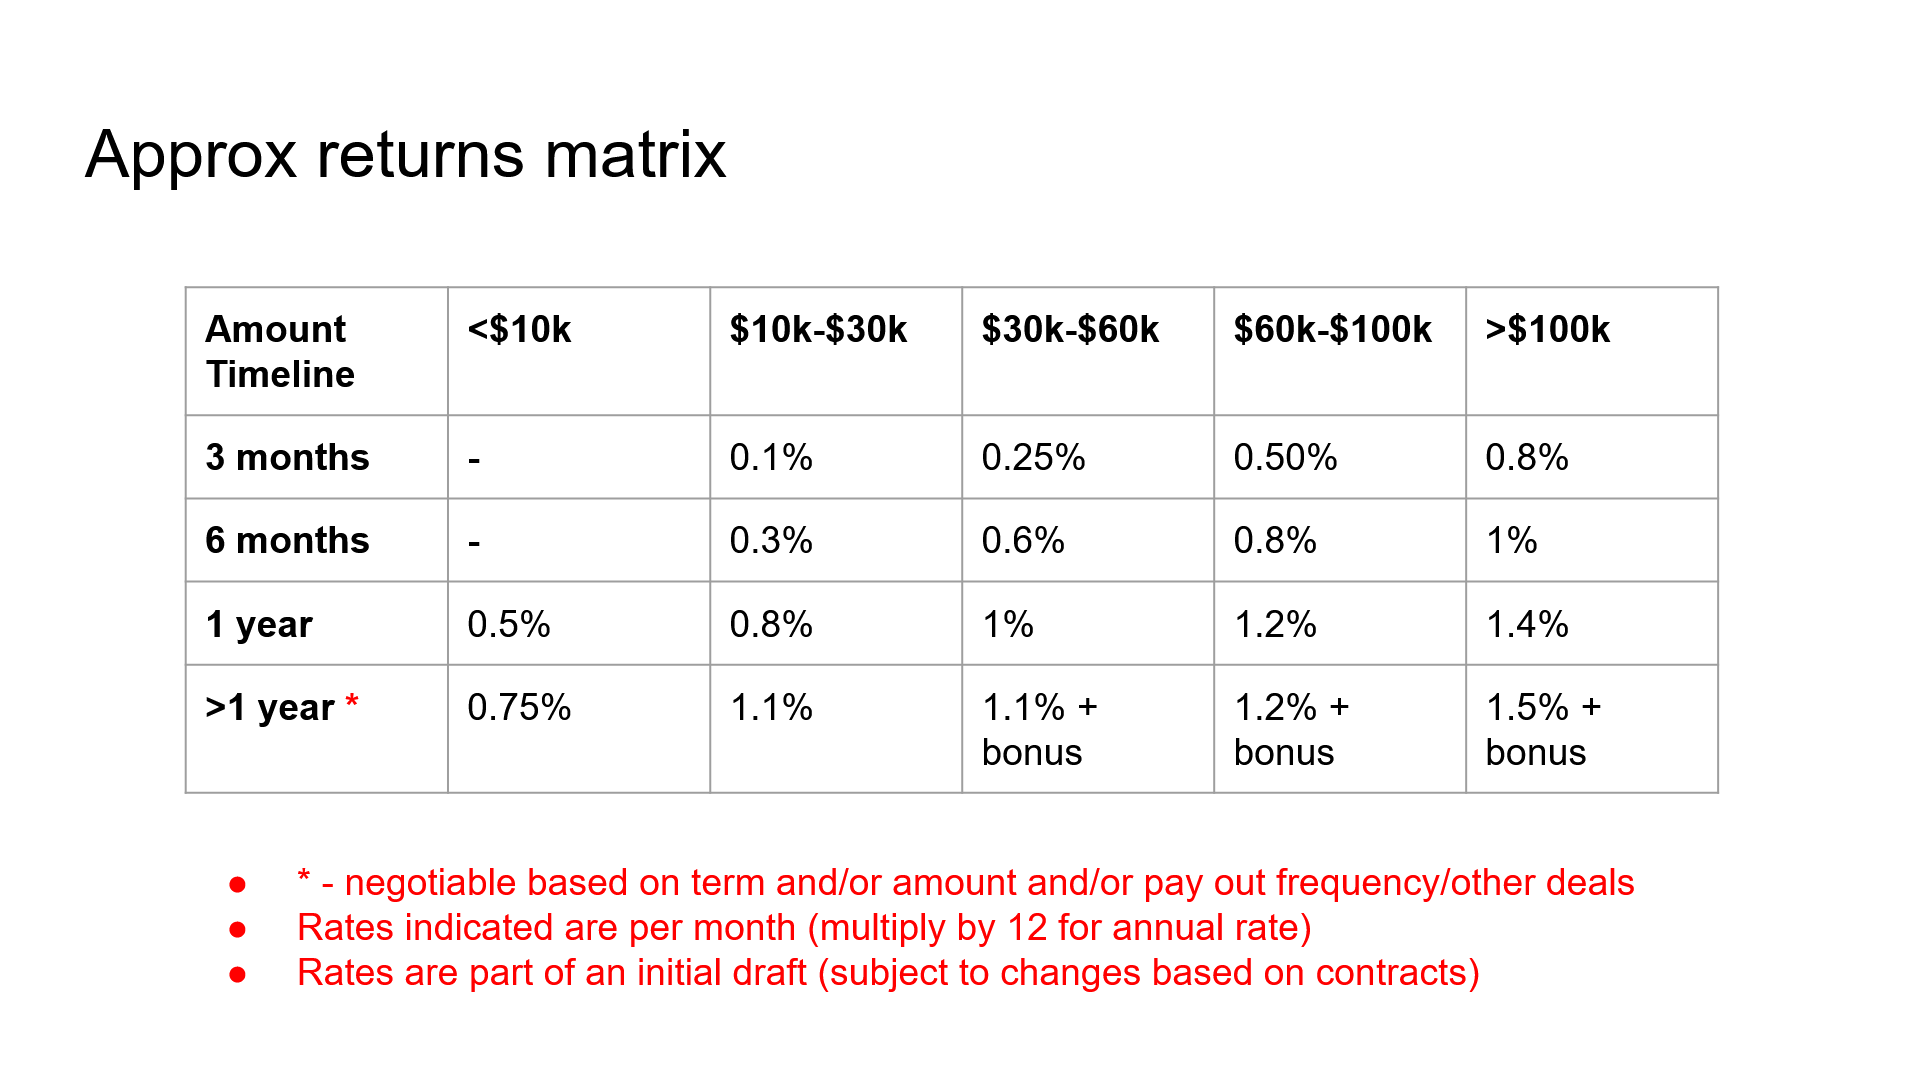 Approx returns matrix
Amount Timeline <$10k $10k-$30k $30k-$60k $60k-$100k >$100k
3 months - 0.1% 0.25% 0.50% 0.8%
6 months - 0.3% 0.6% 0.8% 1%
1 year 0.5% 0.8% 1% 1.2% 1.4%
>1 year * 0.75% 1.1% 1.1% + bonus 1.2% + bonus 1.5% + bonus
● * - negotiable based on term and/or amount and/or pay out frequency/other deals
● Rates indicated are per month (multiply by 12 for annual rate)
● Rates are part of an initial draft (subject to changes based on contracts)